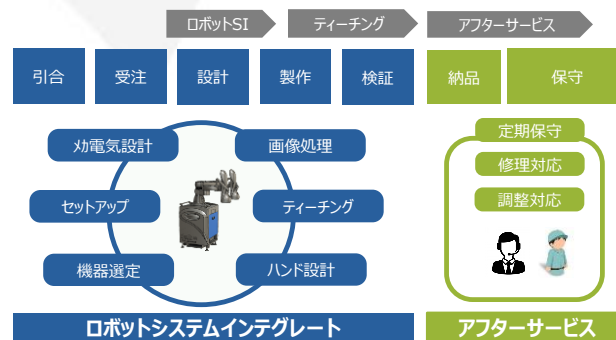 ロボットSI
ティーチング
アフターサービス
引合
受注
設計
製作
検証
納品
保守
メカ電気設計
画像処理
セットアップ
ティーチング
機器選定
ハンド設計
定期保守
修理対応
調整対応
ロボットシステムインテグレート
アフターサービス